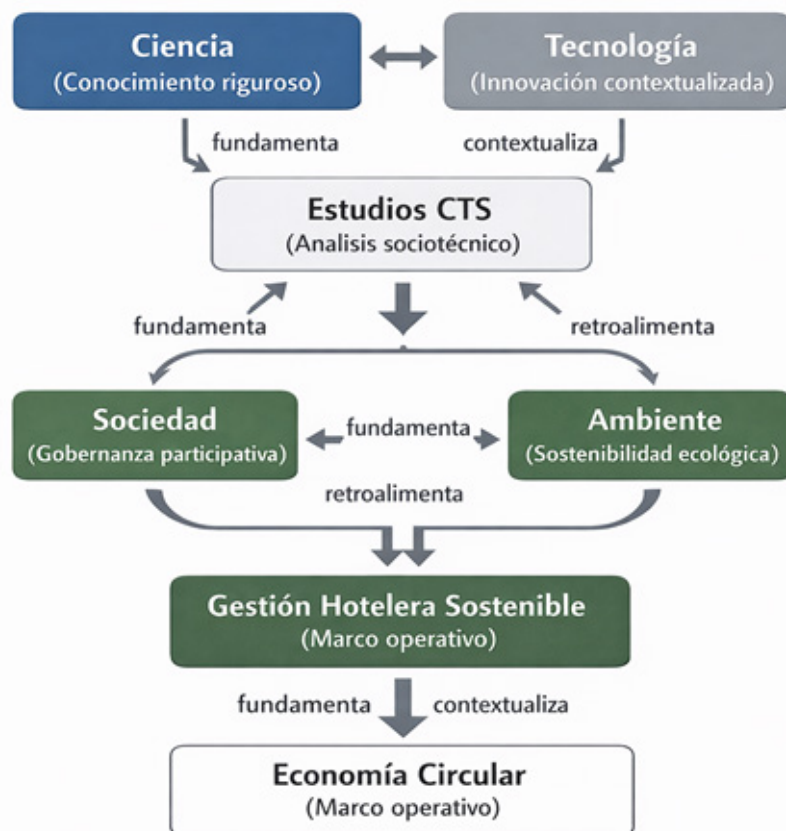 Ciencia
(Conocimiento riguroso)
Tecnología
(Innovación contextualizada)
fundamenta
contextualiza
Estudios CTS
(Analisis sociotécnico)
fundamenta
retroalimenta
Sociedad
(Gobernanza participativa)
fundamenta
Ambiente
(Sostenibilidad ecológica)
retroalimenta
Gestión Hotelera Sostenible
(Marco operativo)
fundamenta
contextualiza
Economía Circular
(Marco operativo)